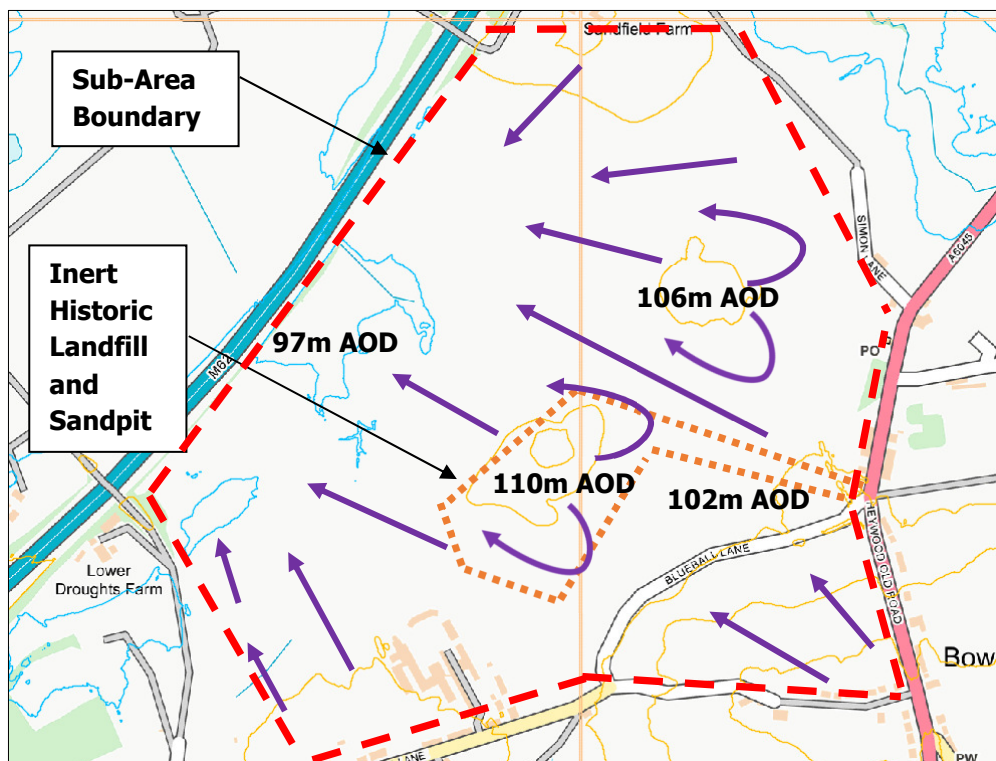 Sandfield Farm
Sub-Area
Boundary
SIMON LANE
A6045
Inert
Historic
Landfill
and
Sandpit
106m AOD
97m AOD
M62
PO
110m AOD
102m AOD
HEYWOOD OLD ROAD
BLUEBALL LANE
Lower
Droughts Farm
Bow
LANE
PW